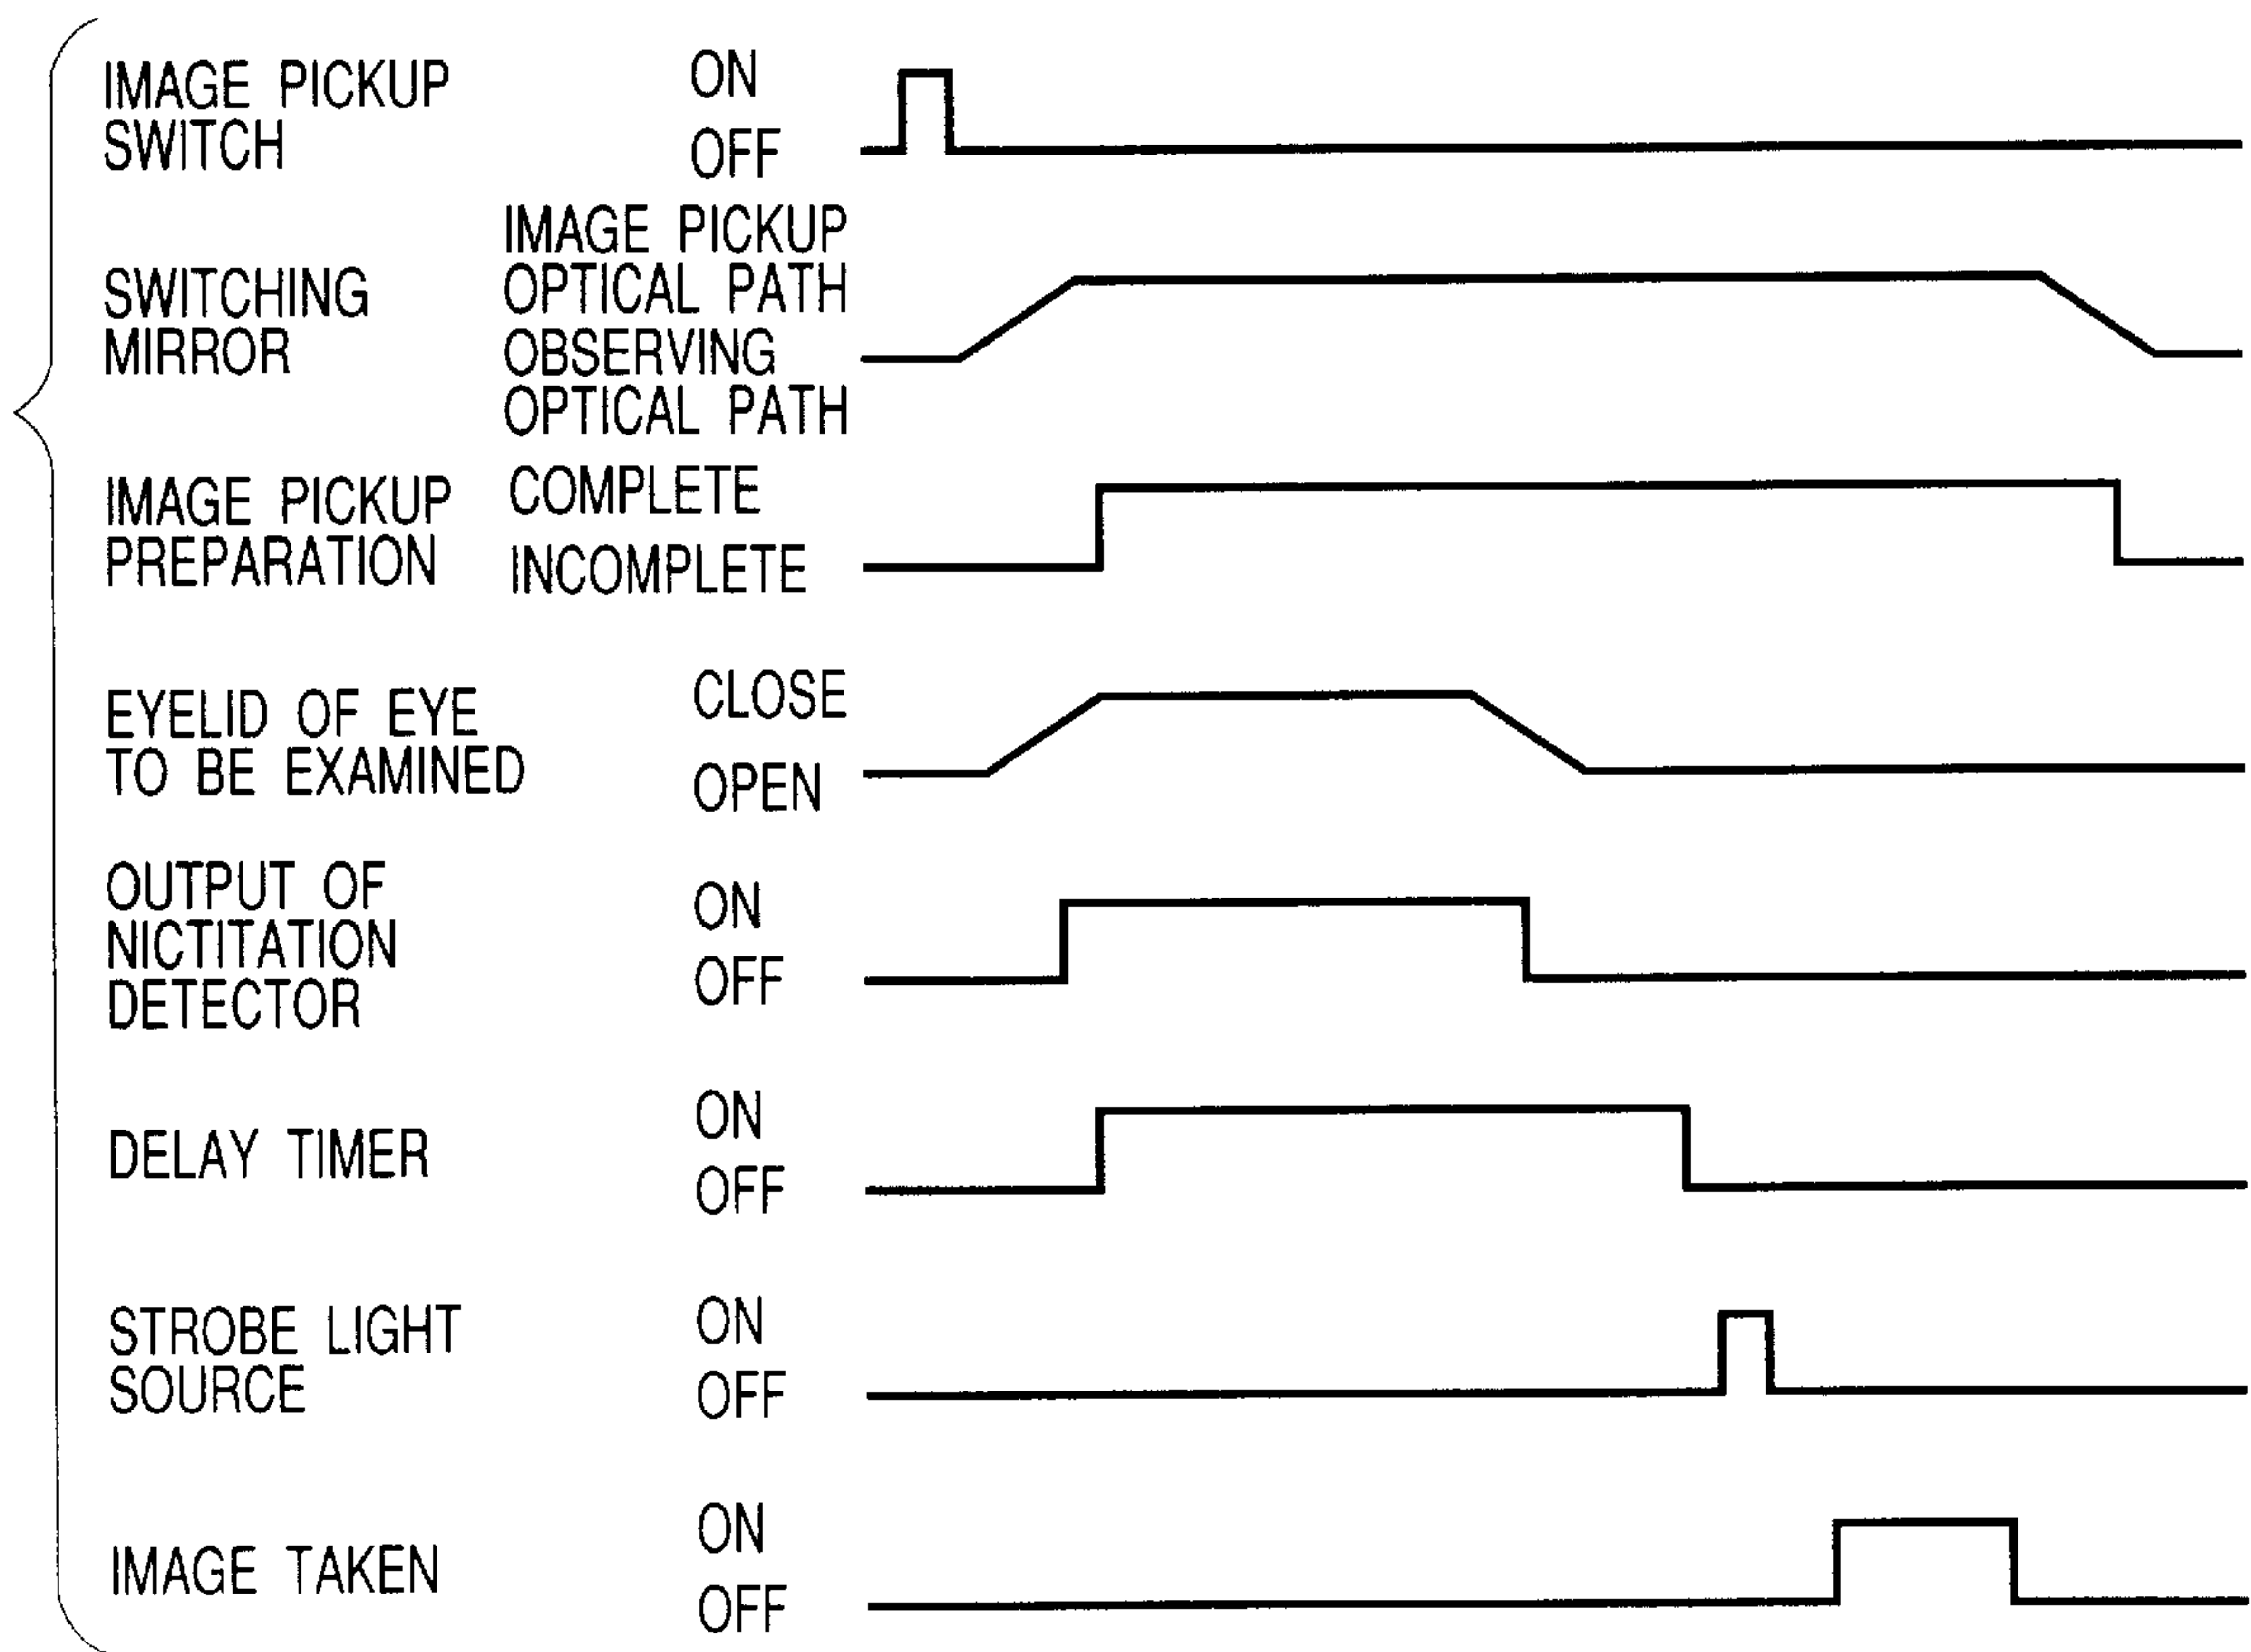 IMAGE PICKUP
SWITCH
ON
OFF
SWITCHING
MIRROR
IMAGE PICKUP
OPTICAL PATH
OBSERVING
OPTICAL PATH
IMAGE PICKUP
PREPARATION
COMPLETE
INCOMPLETE
EYELID OF EYE
TO BE EXAMINED
CLOSE
OPEN
OUTPUT OF
NICTITATION
DETECTOR
ON
OFF
DELAY TIMER
ON
OFF
STROBE LIGHT
SOURCE
ON
OFF
IMAGE TAKEN
ON
OFF